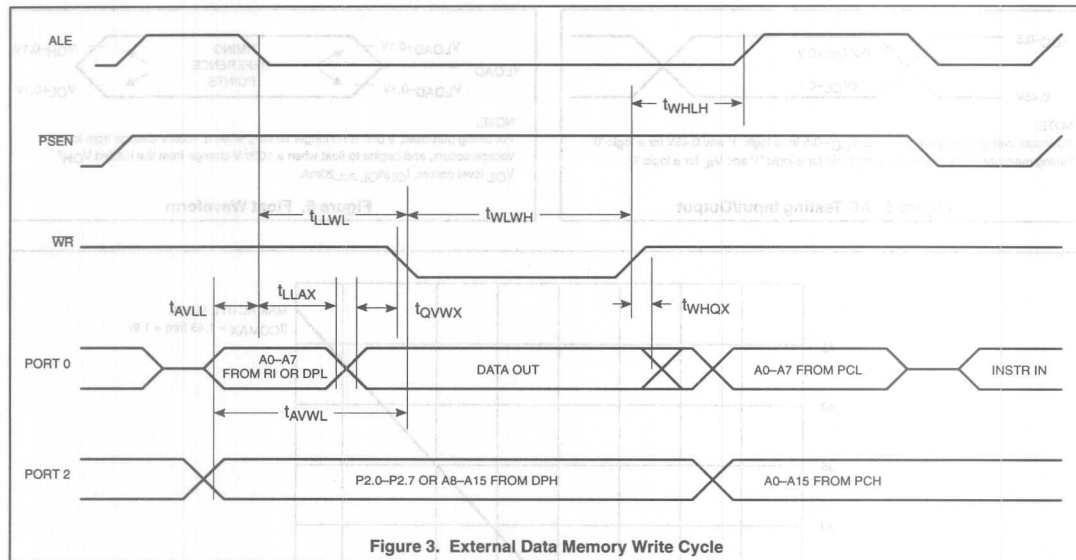 ALE
tWHLH
PSEN
tLLWL
tWLWH
WR
tAVLL
tLLAX
tQVWX
tWHQX
PORT 0
A0–A7
FROM RI OR DPL
DATA OUT
A0–A7 FROM PCL
INSTR IN
tAVWL
PORT 2
P2.0–P2.7 OR A8–A15 FROM DPH
A0–A15 FROM PCH
Figure 3. External Data Memory Write Cycle